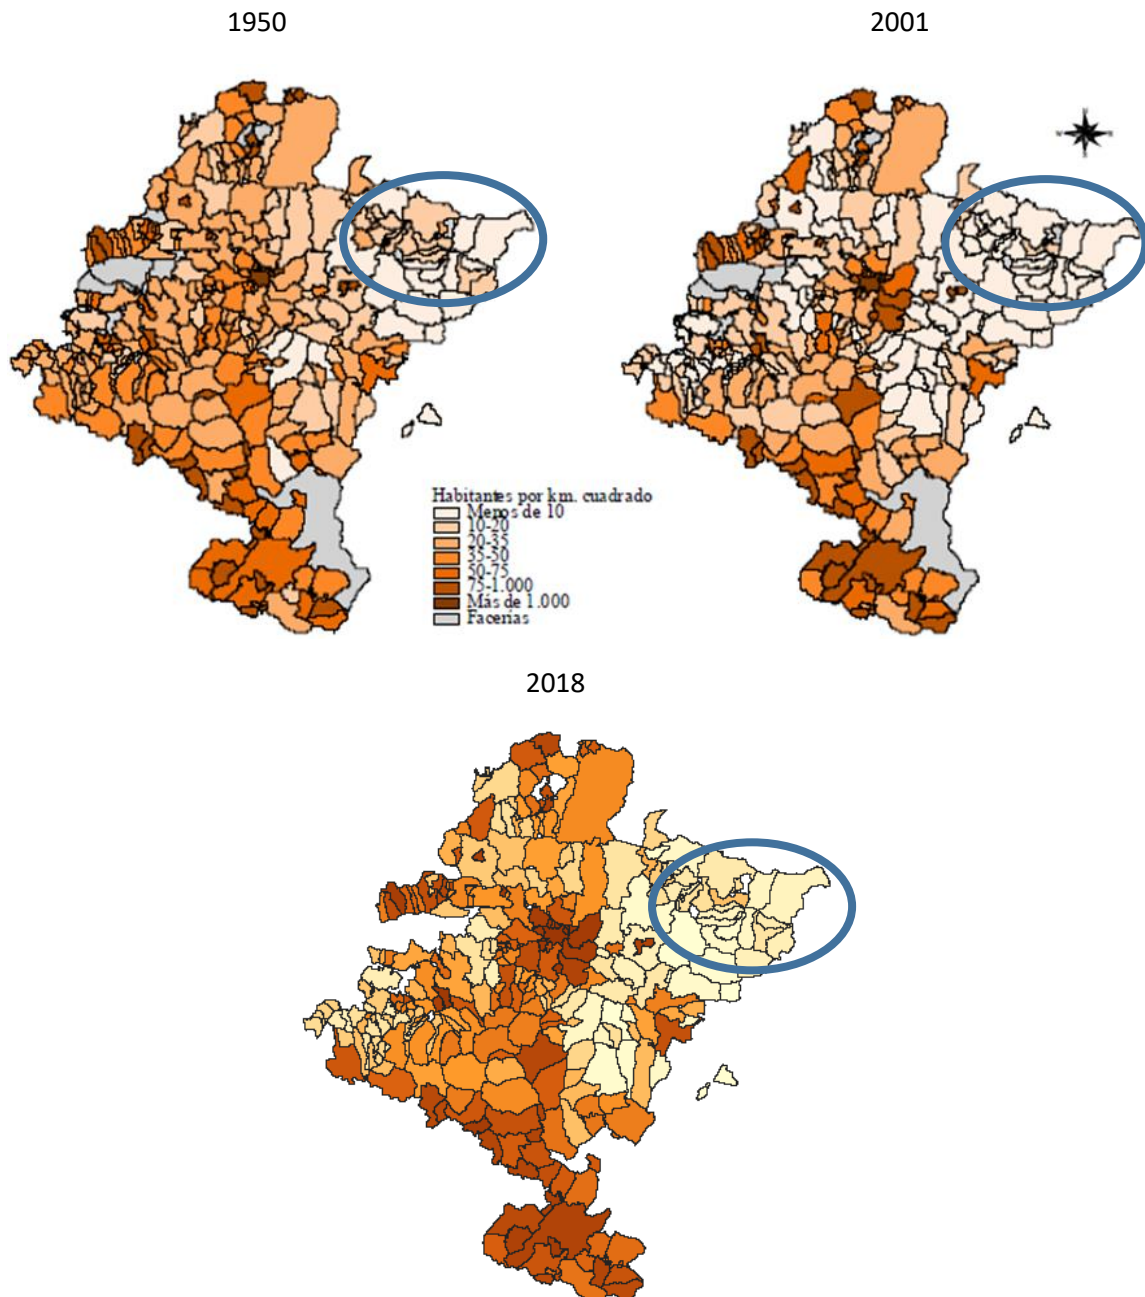 1950
2001
Habitantes por km. cuadrado
Menos de 10
10-20
20-35
35-50
50-75
75-1.000
Más de 1.000
Facerías
2018